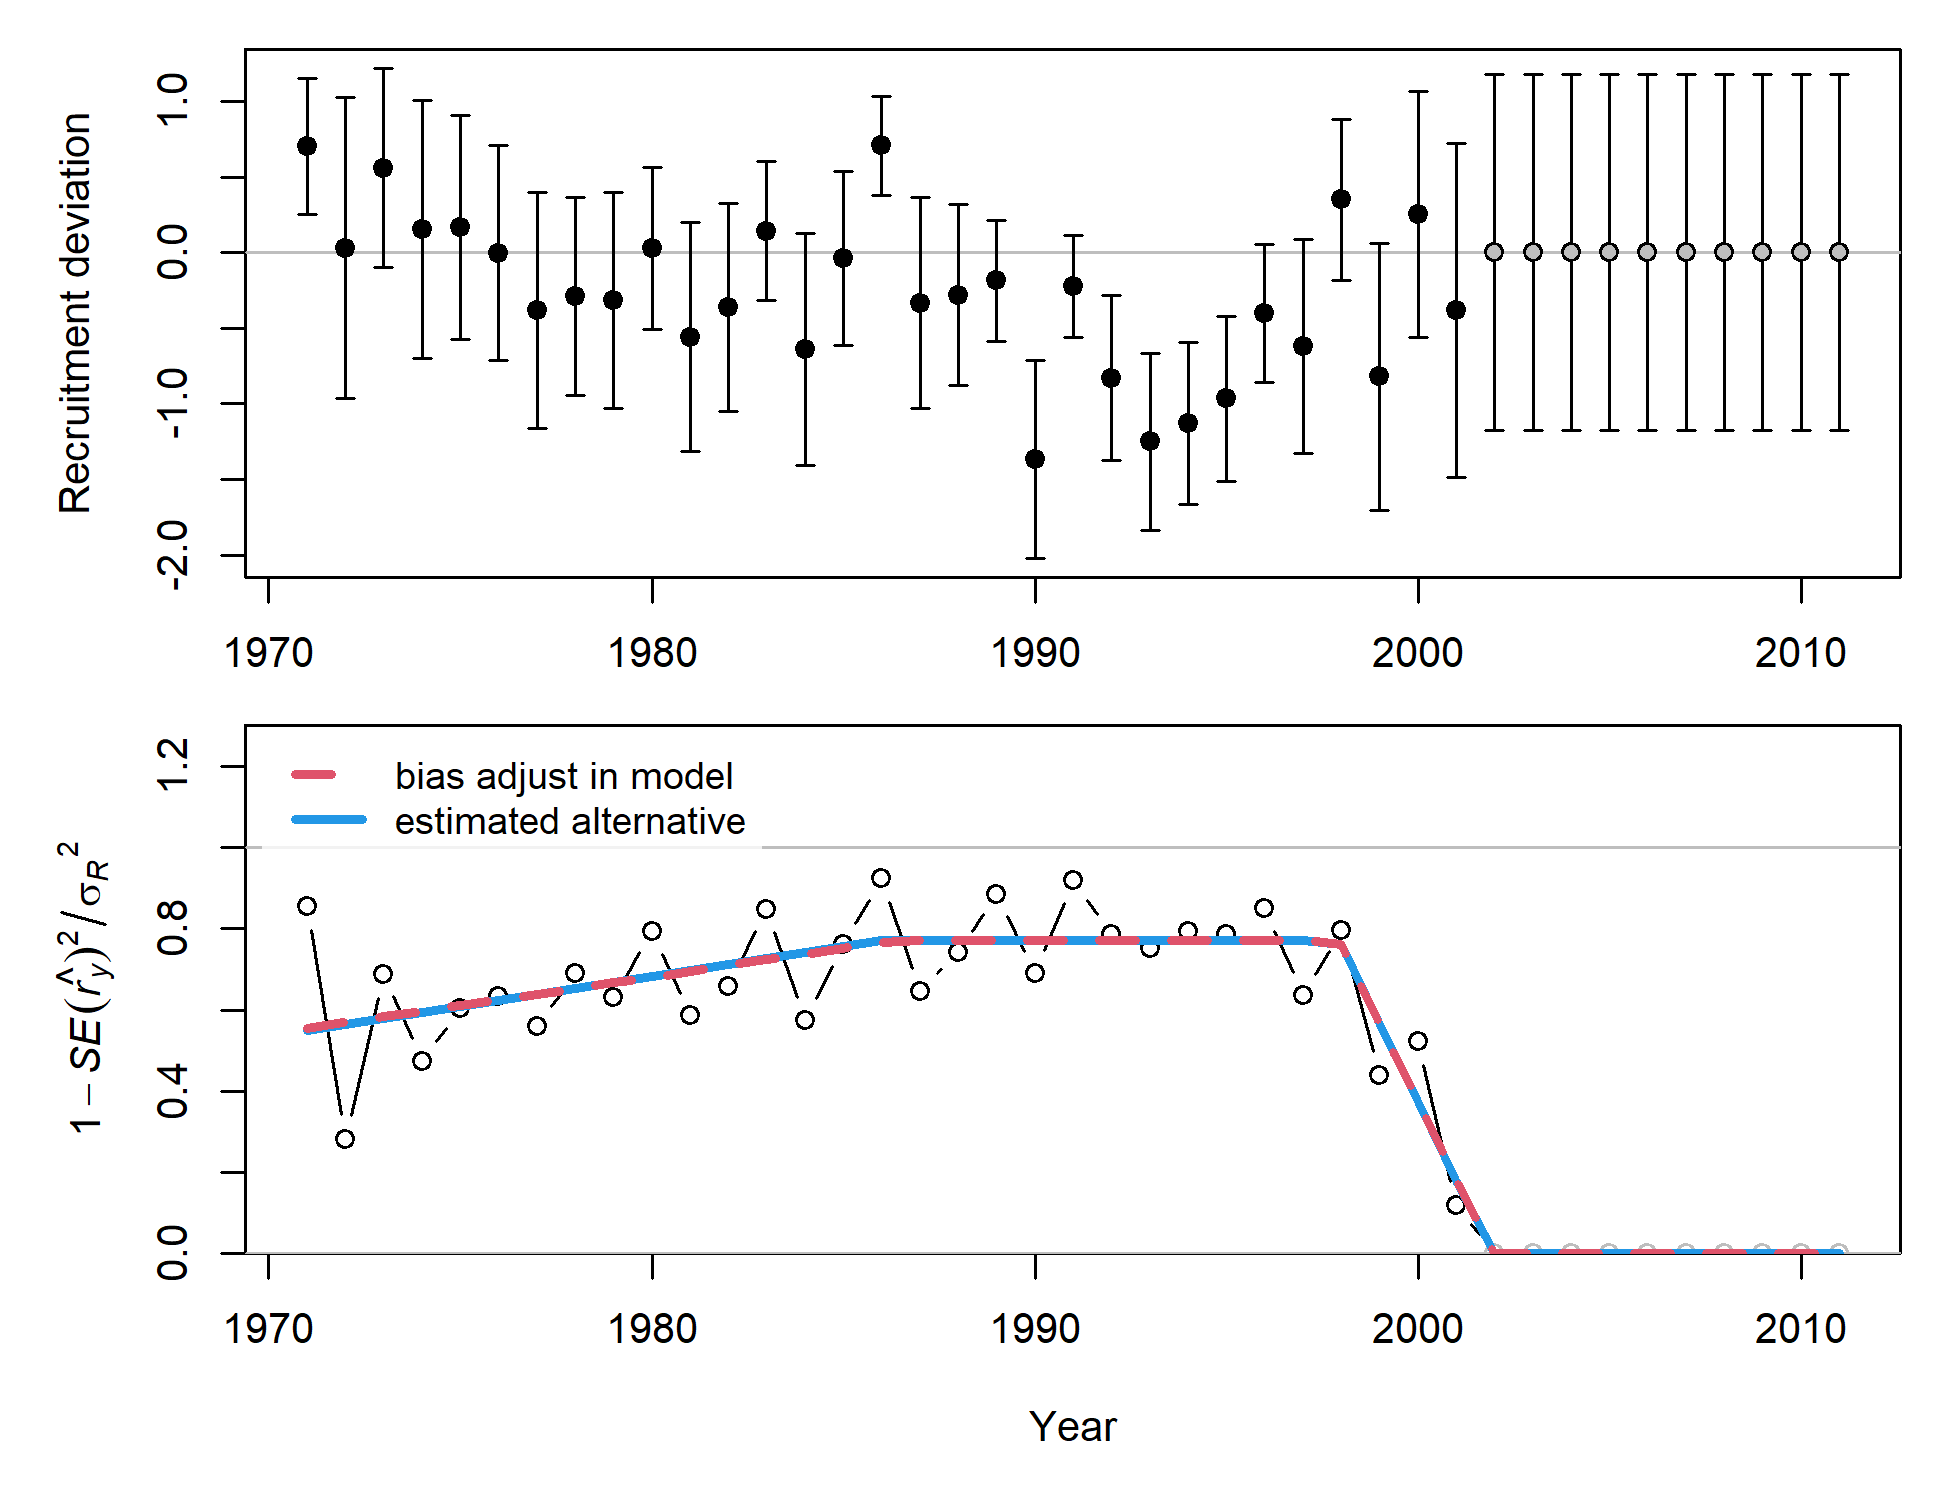 Recruitment deviation
1.0
0.0
-1.0
-2.0
1970 1980 1990 2000 2010
bias adjust in model
estimated alternative
1 − SE(r̂y)² / σR²
1.2
0.8
0.4
0.0
1970 1980 1990 2000 2010
Year